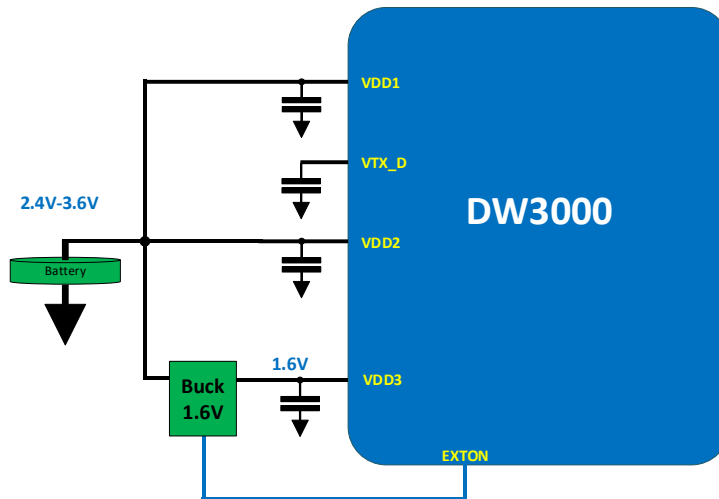 VDD1
VTX_D
2.4V-3.6V
DW3000
VDD2
Battery
1.6V
VDD3
Buck
1.6V
EXTON